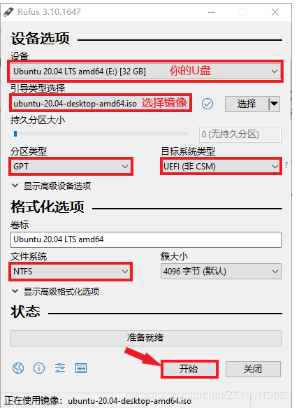 Rufus 3.10.1647
设备选项
设备
Ubuntu 20.04 LTS amd64 (E:) [32 GB] 你的U盘
引导类型选择
ubuntu-20.04-desktop-amd64.iso 选择镜像 选择
持久分区大小
0 (无持久分区)
分区类型 目标系统类型
GPT UEFI (非 CSM)
显示高级设备选项
格式化选项
卷标
Ubuntu 20.04 LTS amd64
文件系统 簇大小
NTFS 4096 字节 (默认)
显示高级格式化选项
状态
准备就绪
开始 关闭
正在使用镜像: ubuntu-20.04-desktop-amd64.iso